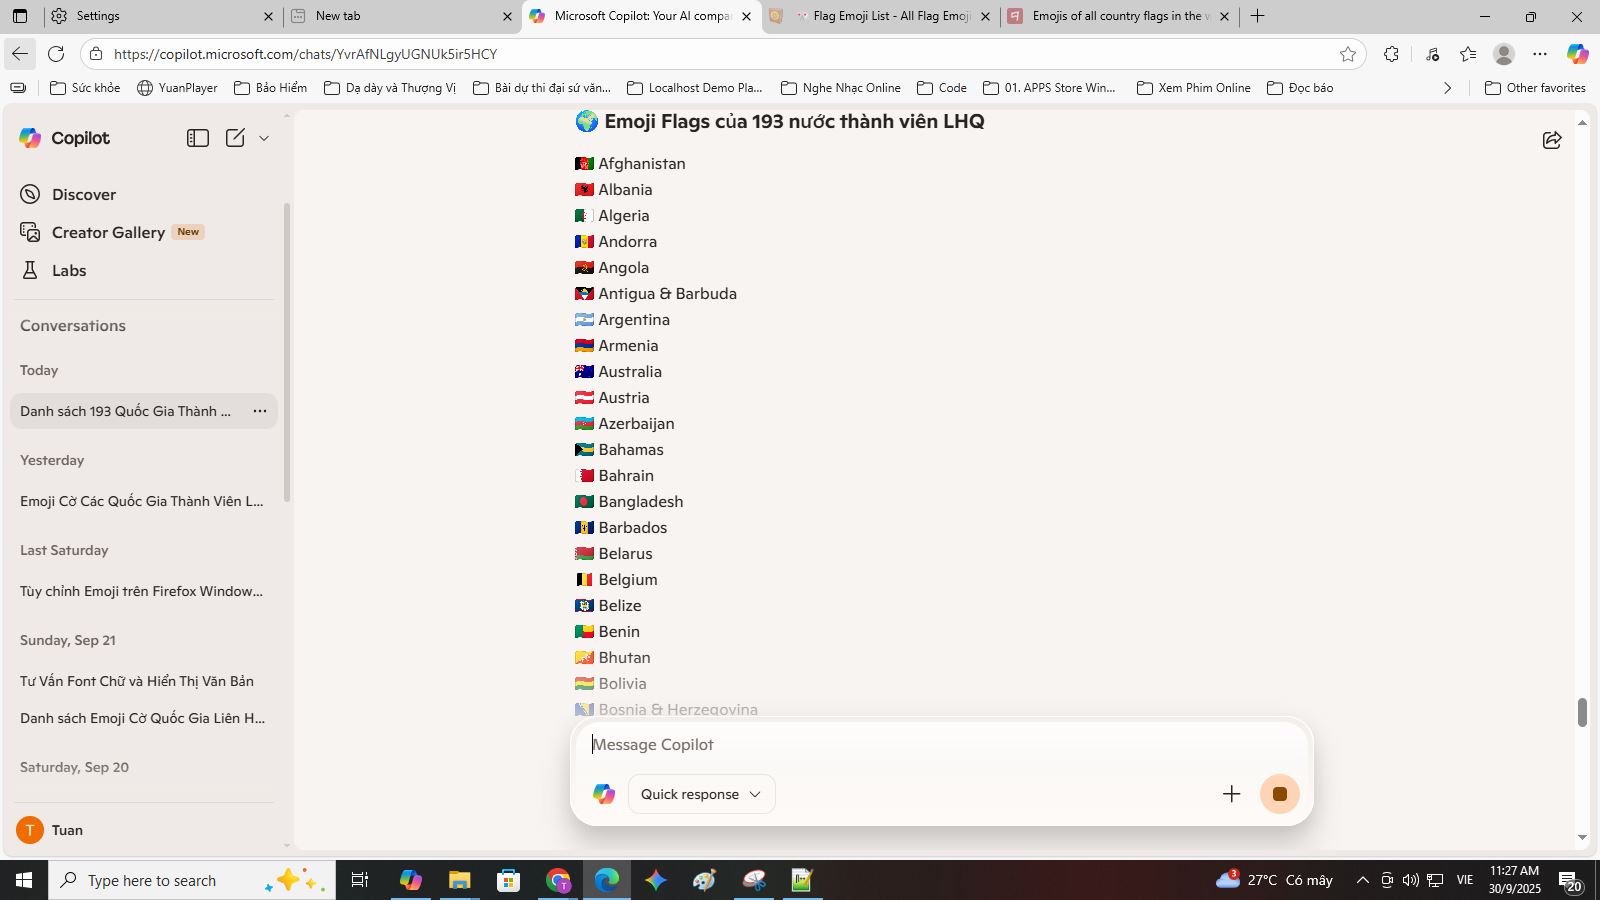 Settings
New tab
Microsoft Copilot: Your AI compa
Flag Emoji List - All Flag Emoji
Emojis of all country flags in the w
https://copilot.microsoft.com/chats/YvrAfNLgyUGNUk5ir5HCY
Sức khỏe
YuanPlayer
Bảo Hiểm
Dạ dày và Thượng Vị
Bài dự thi đại sứ văn...
Localhost Demo Pla...
Nghe Nhạc Online
Code
01. APPS Store Win...
Xem Phim Online
Đọc báo
Other favorites
Copilot
Discover
Creator Gallery New
Labs
Conversations
Today
Danh sách 193 Quốc Gia Thành ...
Yesterday
Emoji Cờ Các Quốc Gia Thành Viên L...
Last Saturday
Tùy chỉnh Emoji trên Firefox Window...
Sunday, Sep 21
Tư Vấn Font Chữ và Hiển Thị Văn Bản
Danh sách Emoji Cờ Quốc Gia Liên H...
Saturday, Sep 20
T Tuan
🌍 Emoji Flags của 193 nước thành viên LHQ
🇦🇫 Afghanistan
🇦🇱 Albania
🇩🇿 Algeria
🇦🇩 Andorra
🇦🇴 Angola
🇦🇬 Antigua & Barbuda
🇦🇷 Argentina
🇦🇲 Armenia
🇦🇺 Australia
🇦🇹 Austria
🇦🇿 Azerbaijan
🇧🇸 Bahamas
🇧🇭 Bahrain
🇧🇩 Bangladesh
🇧🇧 Barbados
🇧🇾 Belarus
🇧🇪 Belgium
🇧🇿 Belize
🇧🇯 Benin
🇧🇹 Bhutan
🇧🇴 Bolivia
🇧🇦 Bosnia & Herzegovina
Message Copilot
Quick response
Type here to search
3
27°C Có mây
VIE
11:27 AM
30/9/2025
20